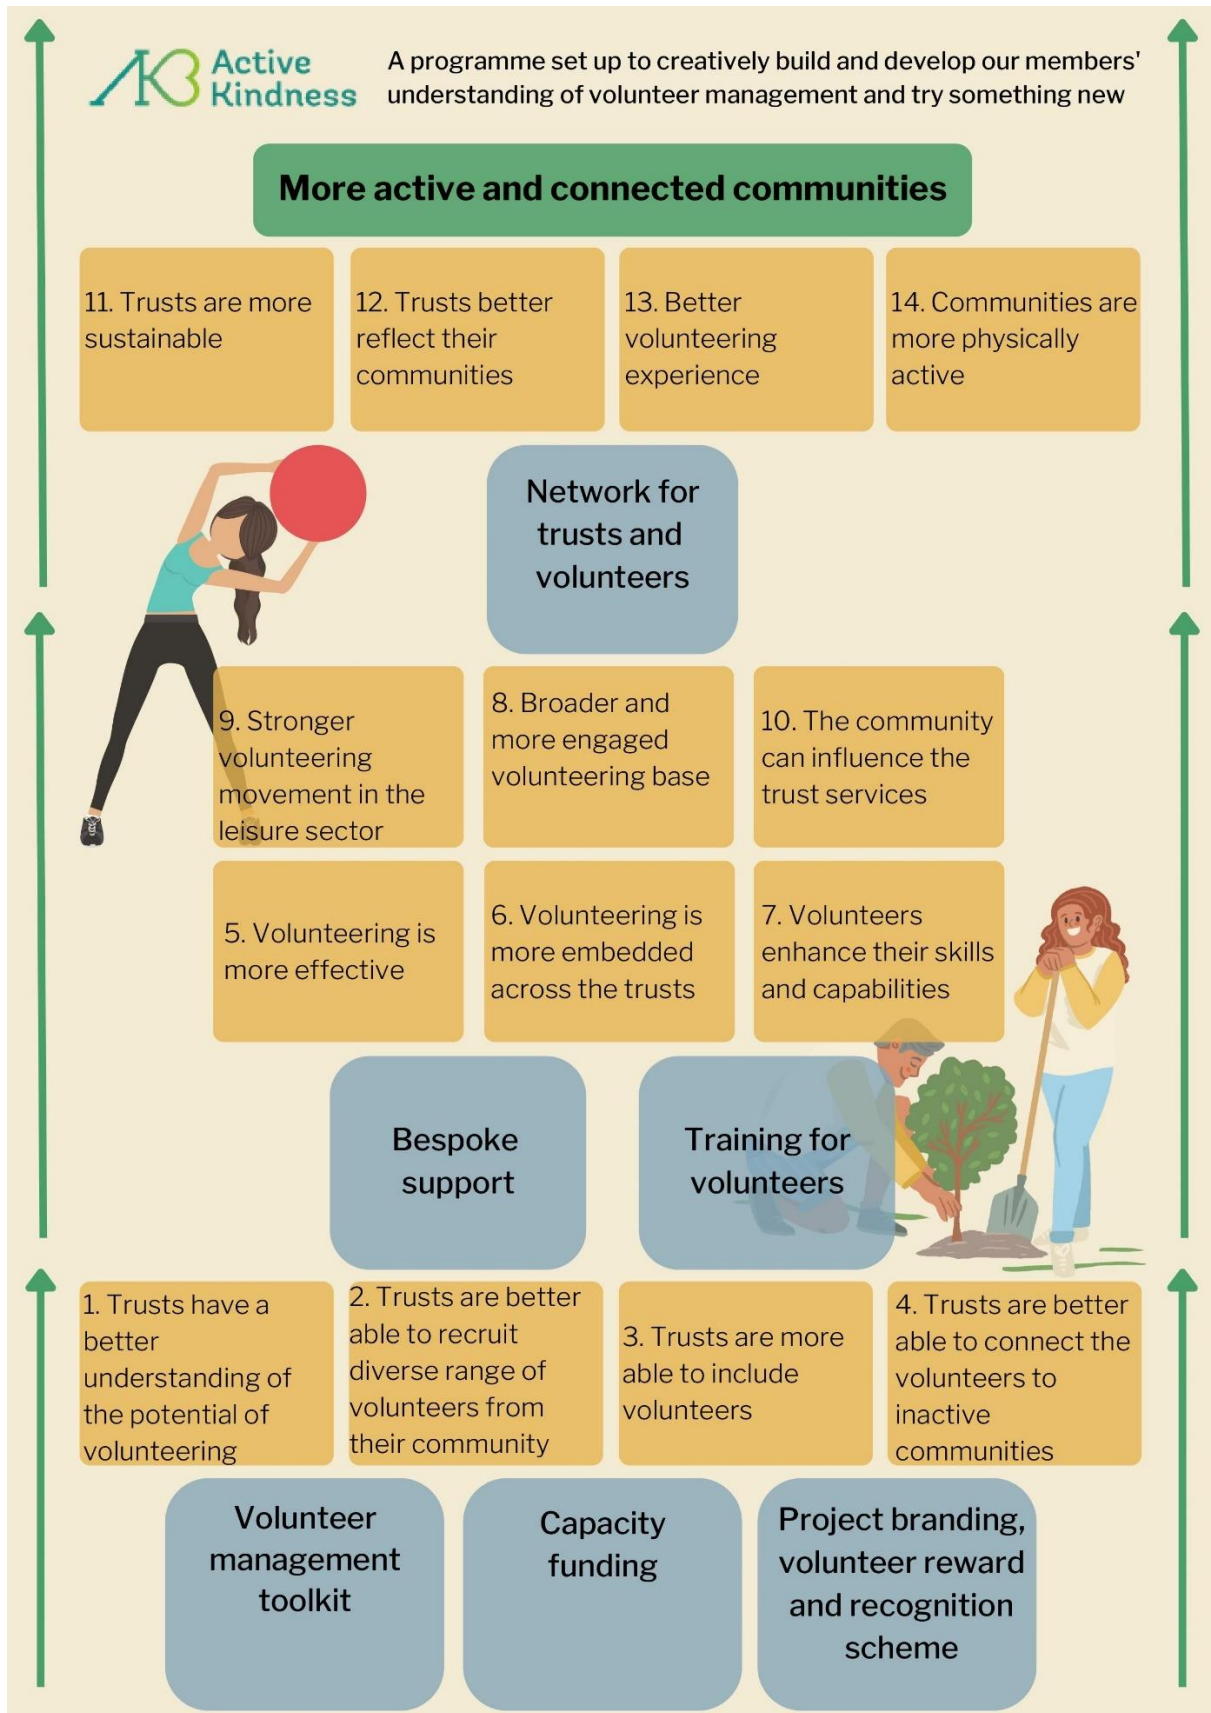 Active
Kindness
A programme set up to creatively build and develop our members'
understanding of volunteer management and try something new
More active and connected communities
11. Trusts are more
sustainable
12. Trusts better
reflect their
communities
13. Better
volunteering
experience
14. Communities are
more physically
active
Network for
trusts and
volunteers
9. Stronger
volunteering
movement in the
leisure sector
8. Broader and
more engaged
volunteering base
10. The community
can influence the
trust services
5. Volunteering is
more effective
6. Volunteering is
more embedded
across the trusts
7. Volunteers
enhance their skills
and capabilities
Bespoke
support
Training for
volunteers
1. Trusts have a
better
understanding of
the potential of
volunteering
2. Trusts are better
able to recruit
diverse range of
volunteers from
their community
3. Trusts are more
able to include
volunteers
4. Trusts are better
able to connect the
volunteers to
inactive
communities
Volunteer
management
toolkit
Capacity
funding
Project branding,
volunteer reward
and recognition
scheme